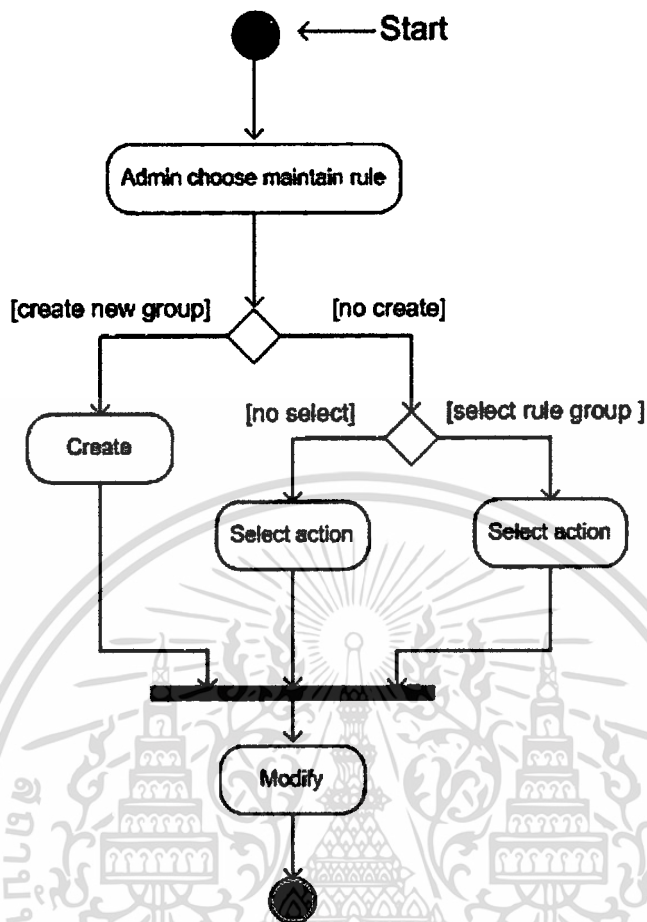 Start
Admin choose maintain rule
[create new group]
[no create]
[no select]
[select rule group ]
Create
Select action
Select action
Modify